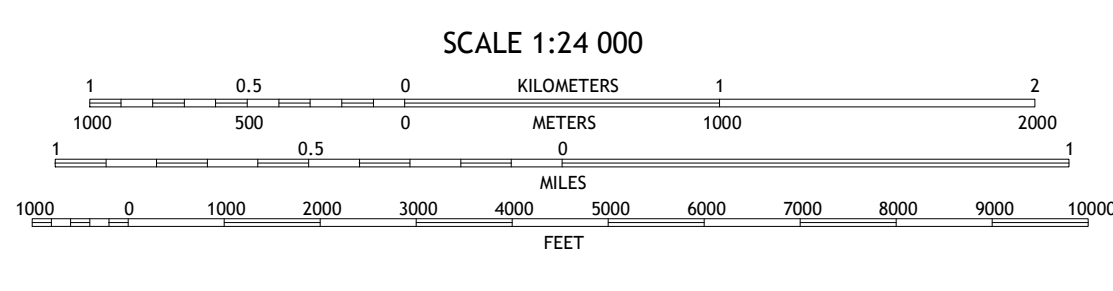 SCALE 1:24 000
1 0.5 0 KILOMETERS 1 2
1000 500 0 METERS 1000 2000
1 0.5 0 1
MILES
1000 0 1000 2000 3000 4000 5000 6000 7000 8000 9000 10000
FEET